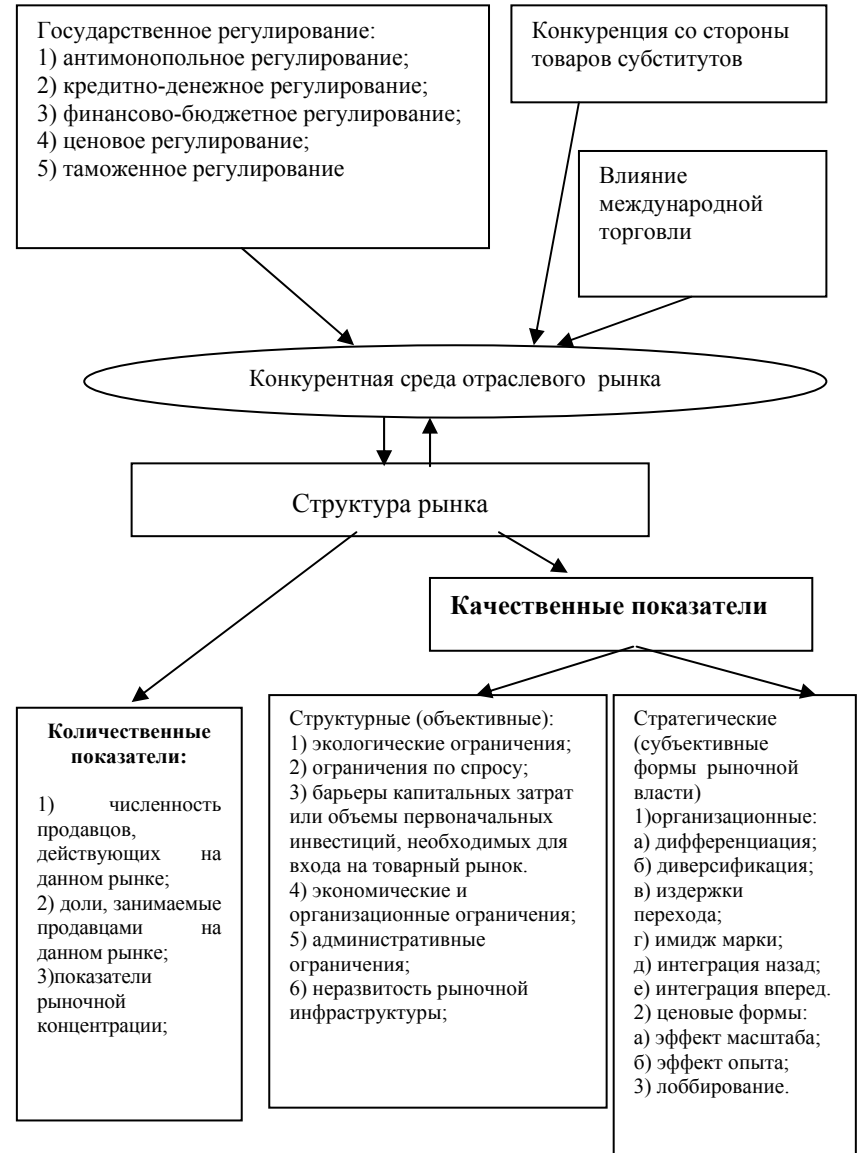 Государственное регулирование:
1) антимонопольное регулирование;
2) кредитно-денежное регулирование;
3) финансово-бюджетное регулирование;
4) ценовое регулирование;
5) таможенное регулирование
Конкуренция со стороны
товаров субститутов
Влияние
международной
торговли
Конкурентная среда отраслевого рынка
Структура рынка
Качественные показатели
Количественные
показатели:
1) численность
продавцов,
действующих на
данном рынке;
2) доли, занимаемые
продавцами на
данном рынке;
3)показатели
рыночной
концентрации;
Структурные (объективные):
1) экологические ограничения;
2) ограничения по спросу;
3) барьеры капитальных затрат
или объемы первоначальных
инвестиций, необходимых для
входа на товарный рынок.
4) экономические и
организационные ограничения;
5) административные
ограничения;
6) неразвитость рыночной
инфраструктуры;
Стратегические
(субъективные
формы рыночной
власти)
1)организационные:
а) дифференциация;
б) диверсификация;
в) издержки
перехода;
г) имидж марки;
д) интеграция назад;
е) интеграция вперед.
2) ценовые формы:
а) эффект масштаба;
б) эффект опыта;
3) лоббирование.